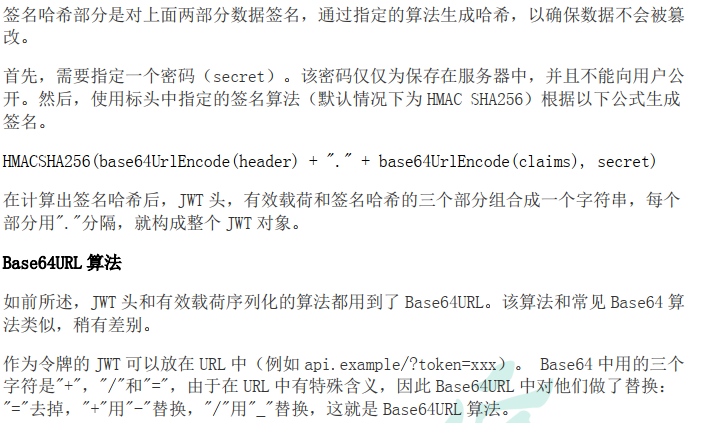 签名哈希部分是对上面两部分数据签名，通过指定的算法生成哈希，以确保数据不会被篡
改。
首先，需要指定一个密码（secret）。该密码仅仅为保存在服务器中，并且不能向用户公
开。然后，使用标头中指定的签名算法（默认情况下为 HMAC SHA256）根据以下公式生成
签名。
HMACSHA256(base64UrlEncode(header) + "." + base64UrlEncode(claims), secret)
在计算出签名哈希后，JWT 头，有效载荷和签名哈希的三个部分组合成一个字符串，每个
部分用"."分隔，就构成整个 JWT 对象。
Base64URL 算法
如前所述，JWT 头和有效载荷序列化的算法都用到了 Base64URL。该算法和常见 Base64 算
法类似，稍有差别。
作为令牌的 JWT 可以放在 URL 中（例如 api.example/?token=xxx）。 Base64 中用的三个
字符是"+"，"/"和"="，由于在 URL 中有特殊含义，因此 Base64URL 中对他们做了替换：
"="去掉，"+"用"-"替换，"/"用"_"替换，这就是 Base64URL 算法。